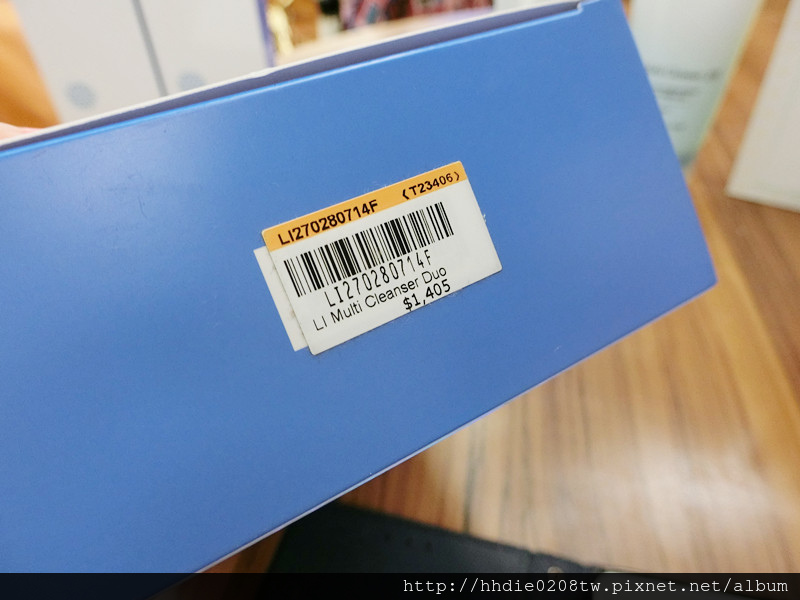 LI270280714F (T23406)
LI270280714F
LI Multi Cleanser Duo
$1,405
http://hhdie0208tw.pixnet.net/album